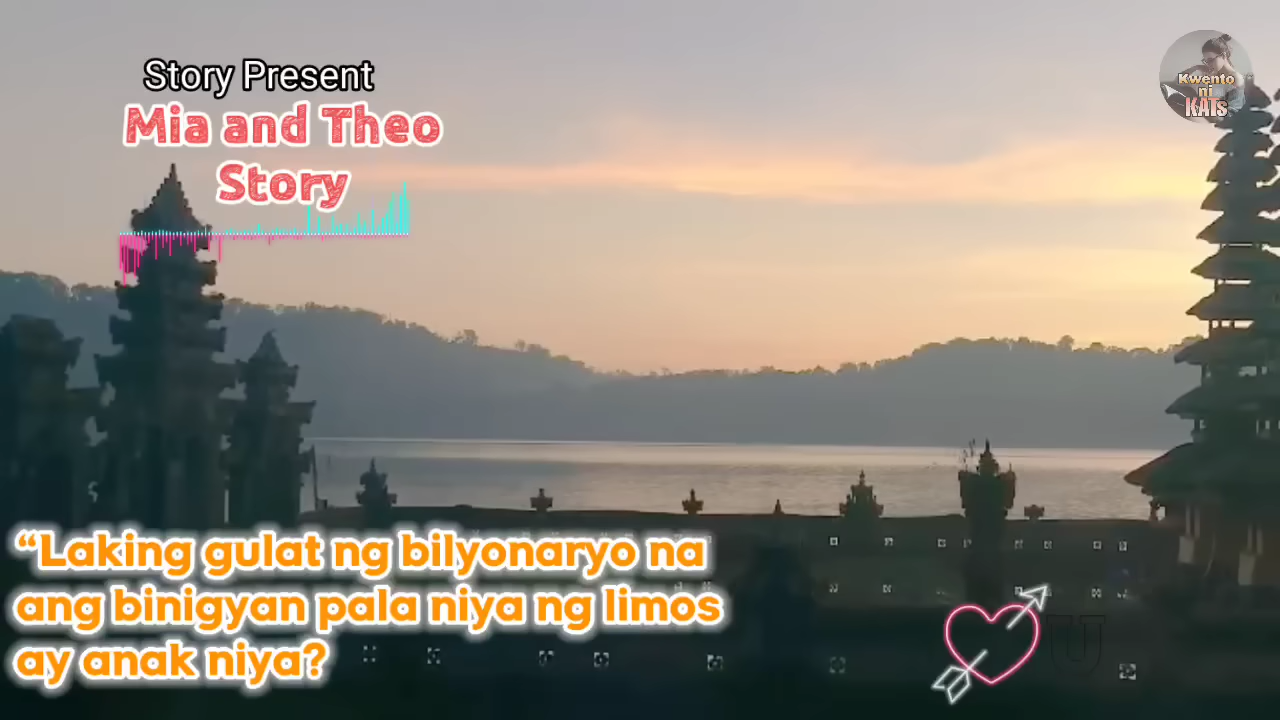 Story Present
Mia and Theo
Story
Kwento
ni
KATs
“Laking gulat ng bilyonaryo na
ang binigyan pala niya ng limos
ay anak niya?
U